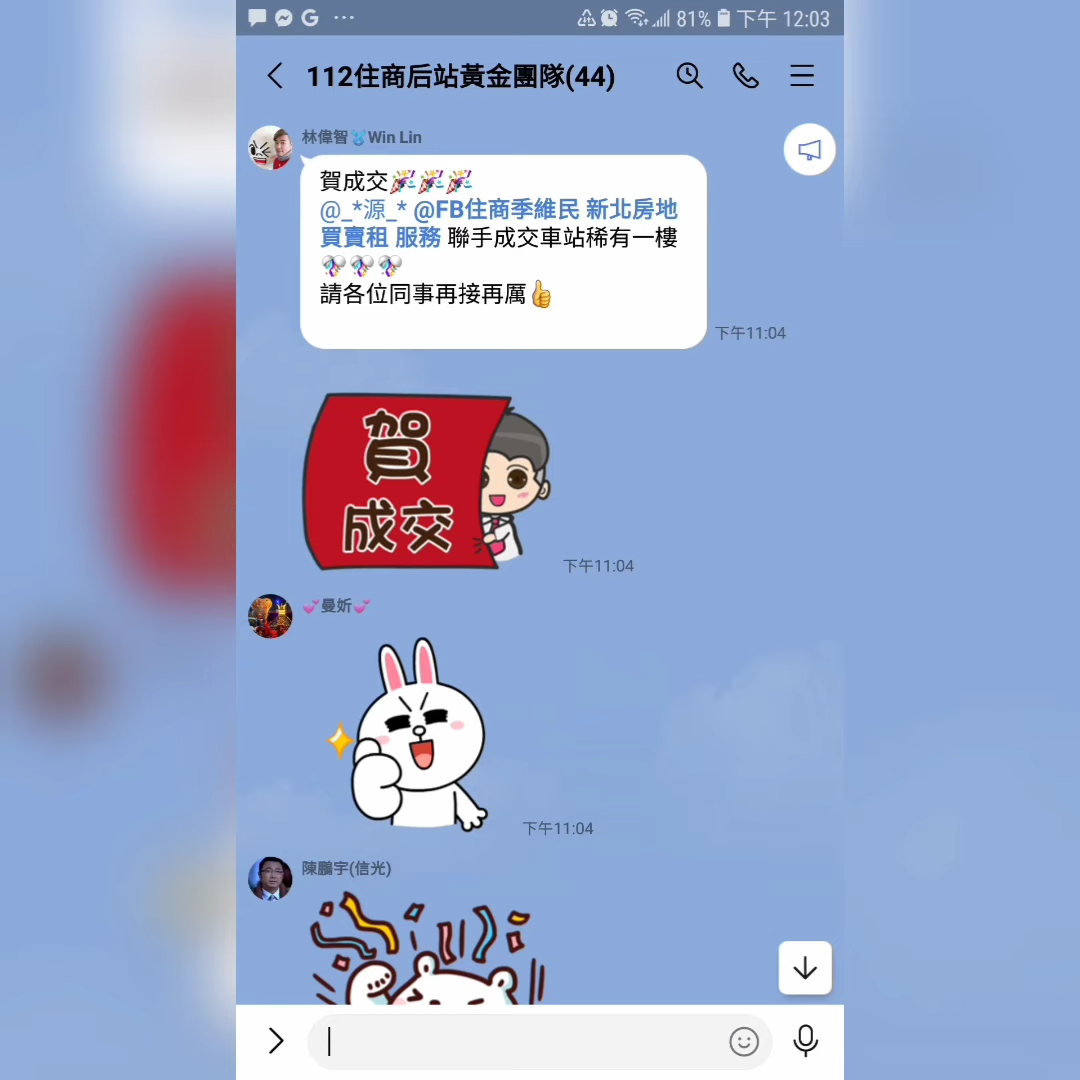 81% 下午 12:03
112住商后站黃金團隊(44)
林偉智🥎Win Lin
賀成交🎉🎉🎉
@_*源_* @FB住商季維民 新北房地
買賣租 服務 聯手成交車站稀有一樓
🎊🎊🎊
請各位同事再接再厲👍
下午11:04
賀
成交
下午11:04
💕曼妡💕
下午11:04
陳鵬宇(信光)